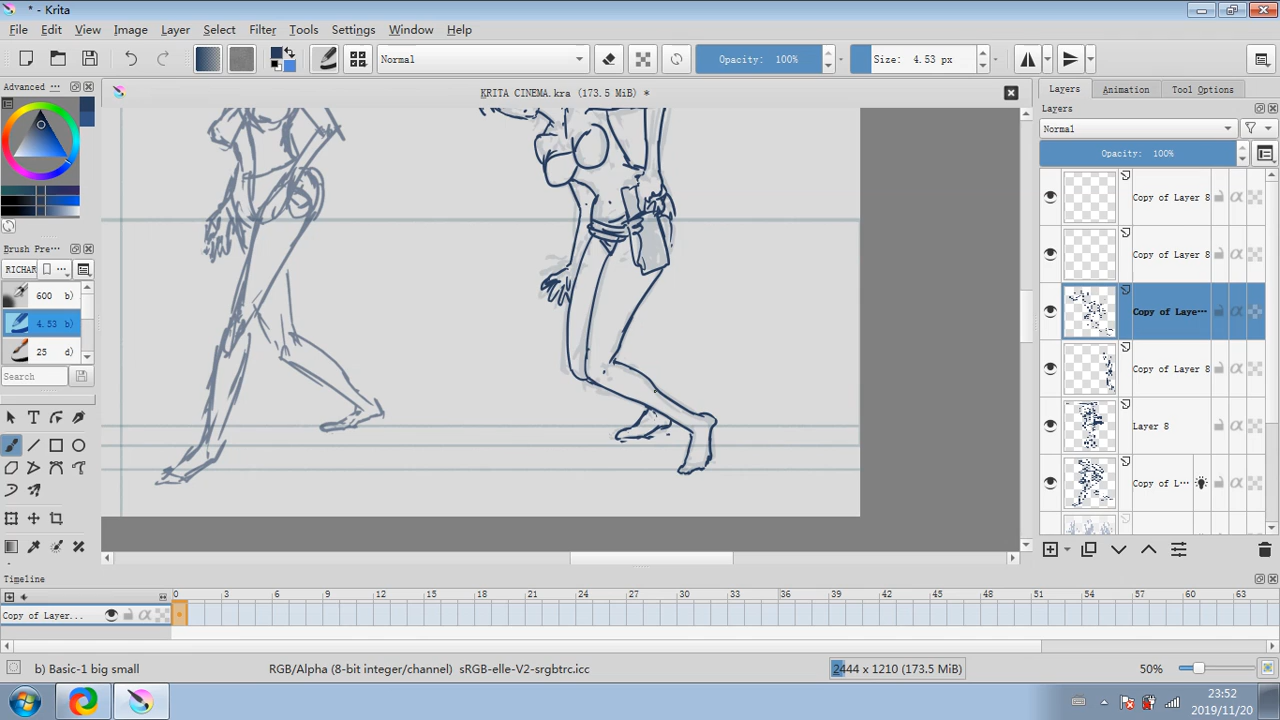 * - Krita
File Edit View Image Layer Select Filter Tools Settings Window Help
Normal Opacity: 100% Size: 4.53 px
Advanced ...
KRITA CINEMA.kra (173.5 MiB) *
Layers Animation Tool Options
Layers
Normal
Opacity: 100%
Copy of Layer 8
Copy of Layer 8
Copy of Laye···
Copy of Layer 8
Layer 8
Copy of L···
Brush Pre...
RICHAR ...
600 b)
4.53 b)
25 d)
Search
Timeline
0 3 6 9 12 15 18 21 24 27 30 33 36 39 42 45 48 51 54 57 60 63
Copy of Layer...
b) Basic-1 big small RGB/Alpha (8-bit integer/channel) sRGB-elle-V2-srgbtrc.icc 2444 x 1210 (173.5 MiB) 50%
23:52
2019/11/20